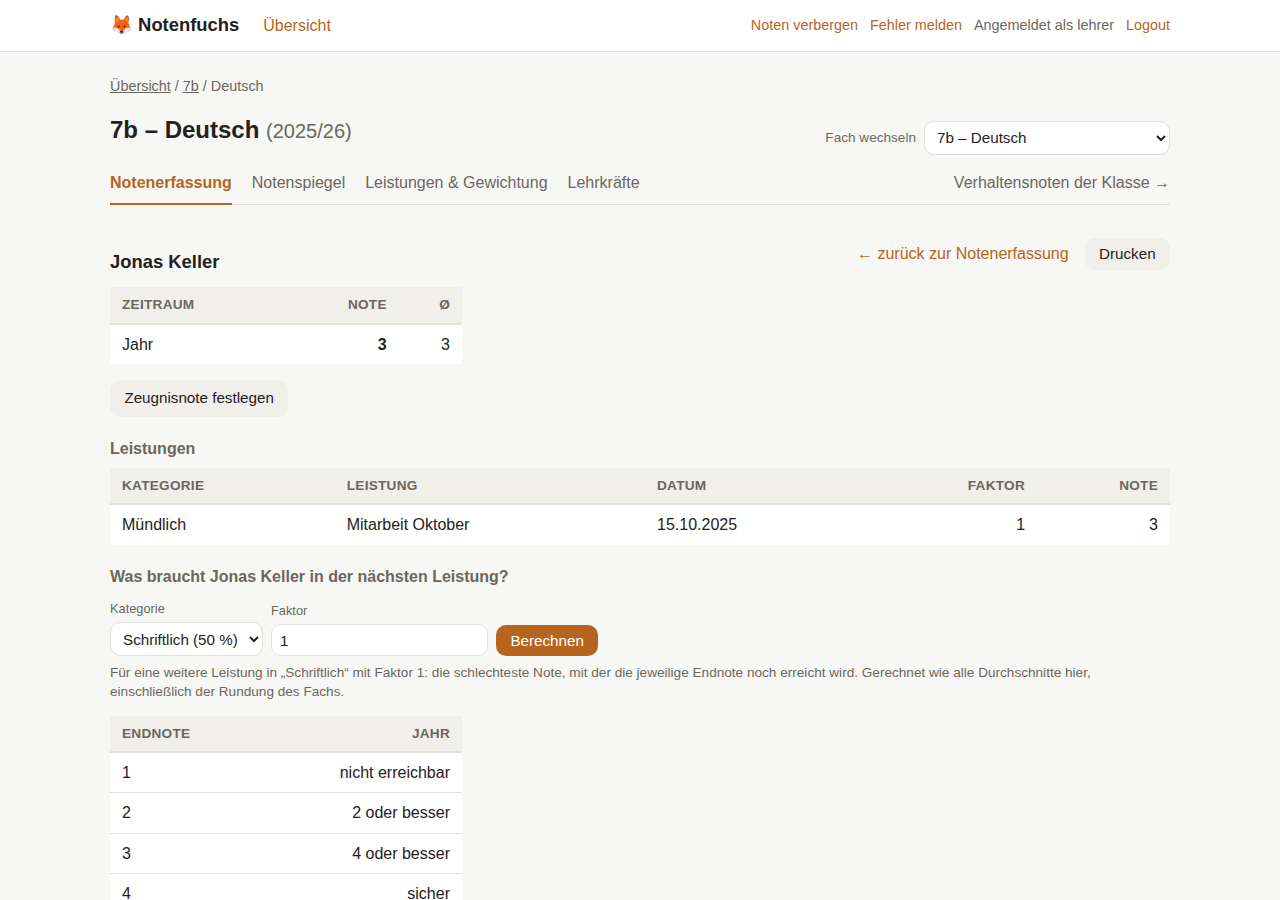 🦊 Notenfuchs Übersicht Noten verbergen Fehler melden Angemeldet als lehrer Logout
Übersicht / 7b / Deutsch
7b – Deutsch (2025/26)
Fach wechseln 7b – Deutsch
Notenerfassung Notenspiegel Leistungen & Gewichtung Lehrkräfte Verhaltensnoten der Klasse →
Jonas Keller
← zurück zur Notenerfassung Drucken
ZEITRAUM NOTE Ø
Jahr 3 3
Zeugnisnote festlegen
Leistungen
KATEGORIE LEISTUNG DATUM FAKTOR NOTE
Mündlich Mitarbeit Oktober 15.10.2025 1 3
Was braucht Jonas Keller in der nächsten Leistung?
Kategorie Faktor
Schriftlich (50 %) 1 Berechnen
Für eine weitere Leistung in „Schriftlich“ mit Faktor 1: die schlechteste Note, mit der die jeweilige Endnote noch erreicht wird. Gerechnet wie alle Durchschnitte hier,
einschließlich der Rundung des Fachs.
ENDNOTE JAHR
1 nicht erreichbar
2 2 oder besser
3 4 oder besser
4 sicher